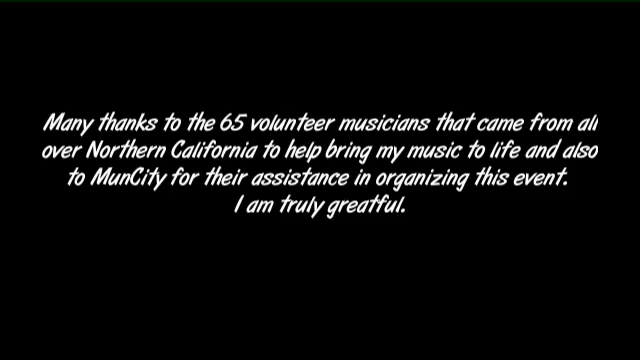 Many thanks to the 65 volunteer musicians that came from all
over Northern California to help bring my music to life and also
to MunCity for their assistance in organizing this event.
I am truly greatful.